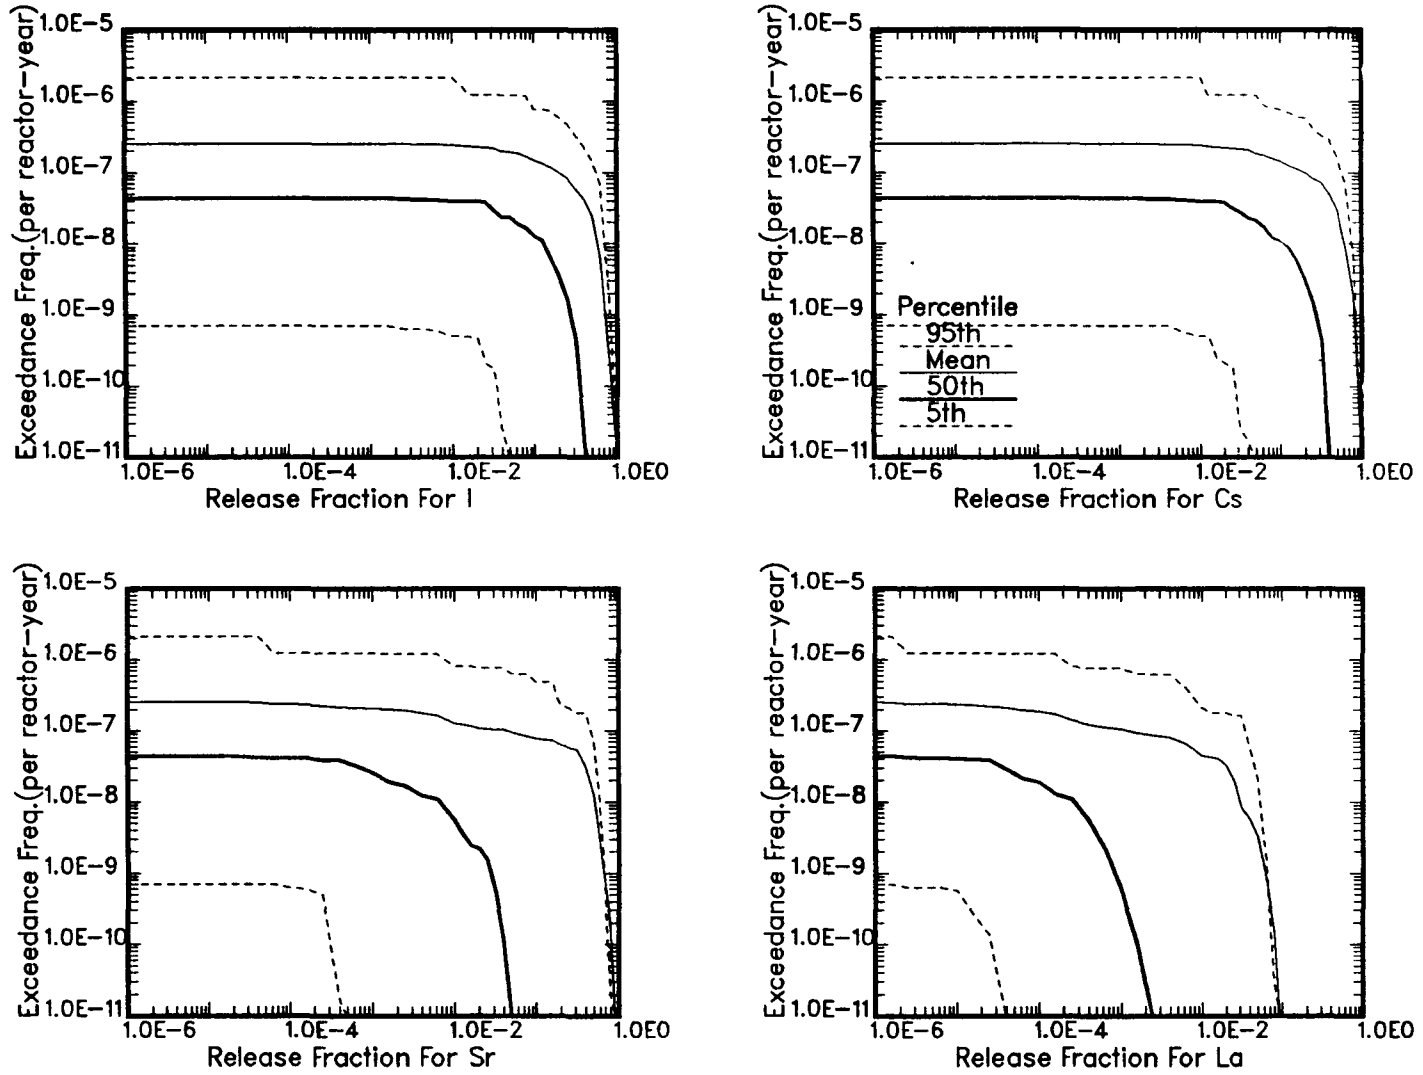 Exceedance Freq.(per reactor-year)
1.0E-5
1.0E-6
1.0E-7
1.0E-8
1.0E-9
1.0E-10
1.0E-11
1.0E-6 1.0E-4 1.0E-2 1.0E0
Release Fraction For I
Exceedance Freq.(per reactor-year)
1.0E-5
1.0E-6
1.0E-7
1.0E-8
1.0E-9
1.0E-10
1.0E-11
Percentile
95th
Mean
50th
5th
1.0E-6 1.0E-4 1.0E-2 1.0E0
Release Fraction For Cs
Exceedance Freq.(per reactor-year)
1.0E-5
1.0E-6
1.0E-7
1.0E-8
1.0E-9
1.0E-10
1.0E-11
1.0E-6 1.0E-4 1.0E-2 1.0E0
Release Fraction For Sr
Exceedance Freq.(per reactor-year)
1.0E-5
1.0E-6
1.0E-7
1.0E-8
1.0E-9
1.0E-10
1.0E-11
1.0E-6 1.0E-4 1.0E-2 1.0E0
Release Fraction For La